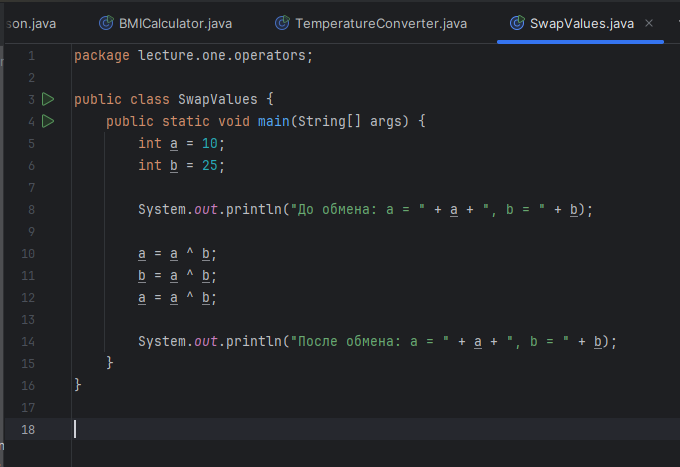 son.java BMICalculator.java TemperatureConverter.java SwapValues.java
1 package lecture.one.operators;
2
3 public class SwapValues {
4 public static void main(String[] args) {
5 int a = 10;
6 int b = 25;
7
8 System.out.println("До обмена: a = " + a + ", b = " + b);
9
10 a = a ^ b;
11 b = a ^ b;
12 a = a ^ b;
13
14 System.out.println("После обмена: a = " + a + ", b = " + b);
15 }
16 }
17
18